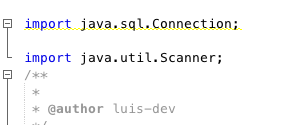 import java.sql.Connection;
import java.util.Scanner;
/**
*
* @author luis-dev
*/